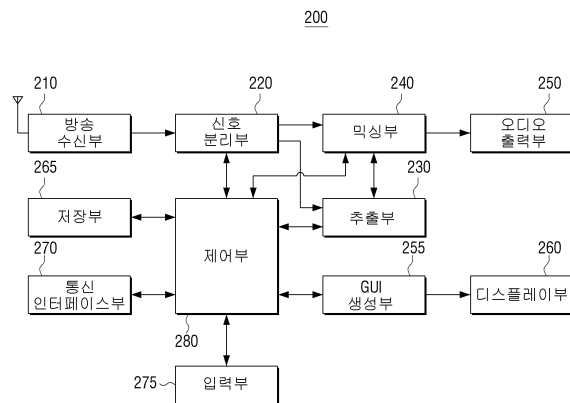 200
210
220
240
250
방송
수신부
신호
분리부
믹싱부
오디오
출력부
265
230
저장부
제어부
추출부
270
255
260
통신
인터페이스부
GUI
생성부
디스플레이부
280
275
입력부